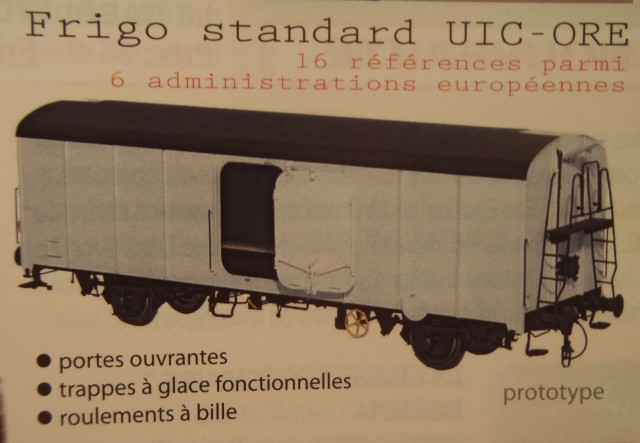 Frigo standard UIC-ORE
16 références parmi
6 administrations européennes
● portes ouvrantes
● trappes à glace fonctionnelles
● roulements à bille
prototype